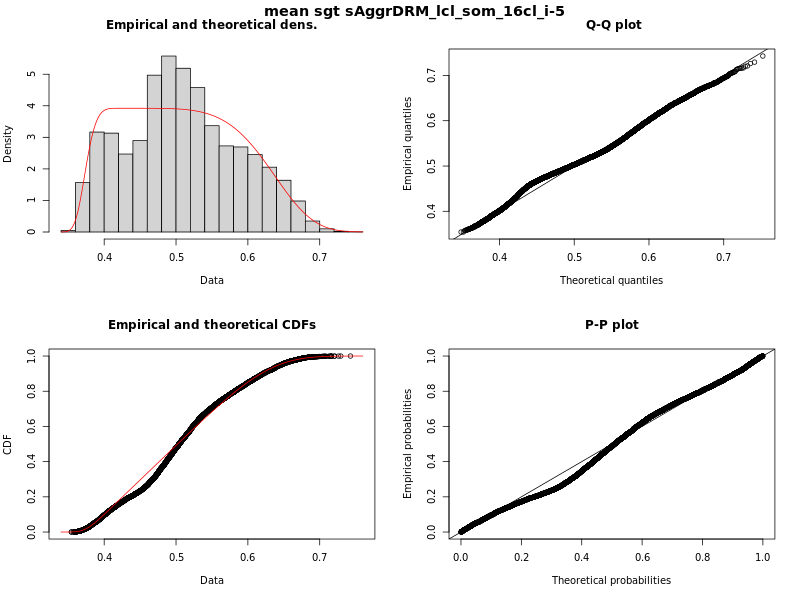 mean sgt sAggrDRM_lcl_som_16cl_i-5
Empirical and theoretical dens.
Density
0 1 2 3 4 5
0.4 0.5 0.6 0.7
Data
Q-Q plot
Empirical quantiles
0.4 0.5 0.6 0.7
0.4 0.5 0.6 0.7
Theoretical quantiles
Empirical and theoretical CDFs
CDF
0.0 0.2 0.4 0.6 0.8 1.0
0.4 0.5 0.6 0.7
Data
P-P plot
Empirical probabilities
0.0 0.2 0.4 0.6 0.8 1.0
0.0 0.2 0.4 0.6 0.8 1.0
Theoretical probabilities